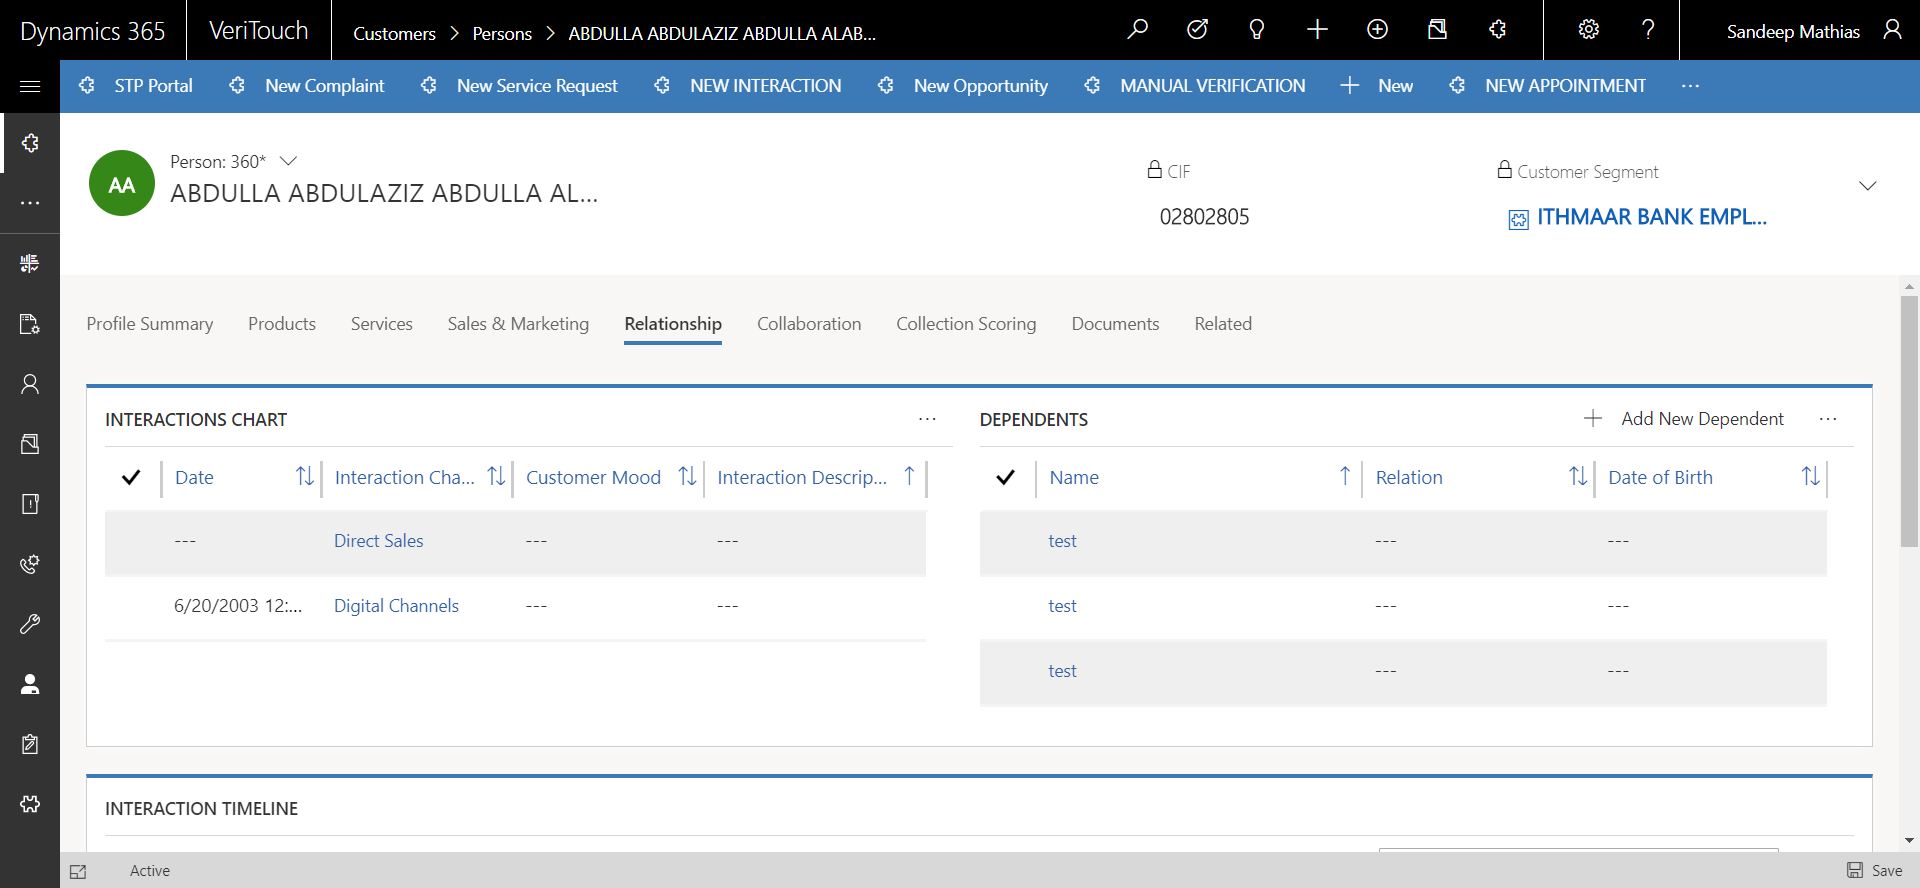 Dynamics 365 VeriTouch Customers > Persons > ABDULLA ABDULAZIZ ABDULLA ALAB... Sandeep Mathias
STP Portal New Complaint New Service Request NEW INTERACTION New Opportunity MANUAL VERIFICATION New NEW APPOINTMENT ...
AA
Person: 360*
ABDULLA ABDULAZIZ ABDULLA AL...
CIF
02802805
Customer Segment
ITHMAAR BANK EMPL...
Profile Summary Products Services Sales & Marketing Relationship Collaboration Collection Scoring Documents Related
INTERACTIONS CHART ...
Date Interaction Cha... Customer Mood Interaction Descrip...
--- Direct Sales --- ---
6/20/2003 12:... Digital Channels --- ---
DEPENDENTS + Add New Dependent ...
Name Relation Date of Birth
test --- ---
test --- ---
test --- ---
INTERACTION TIMELINE
Active Save